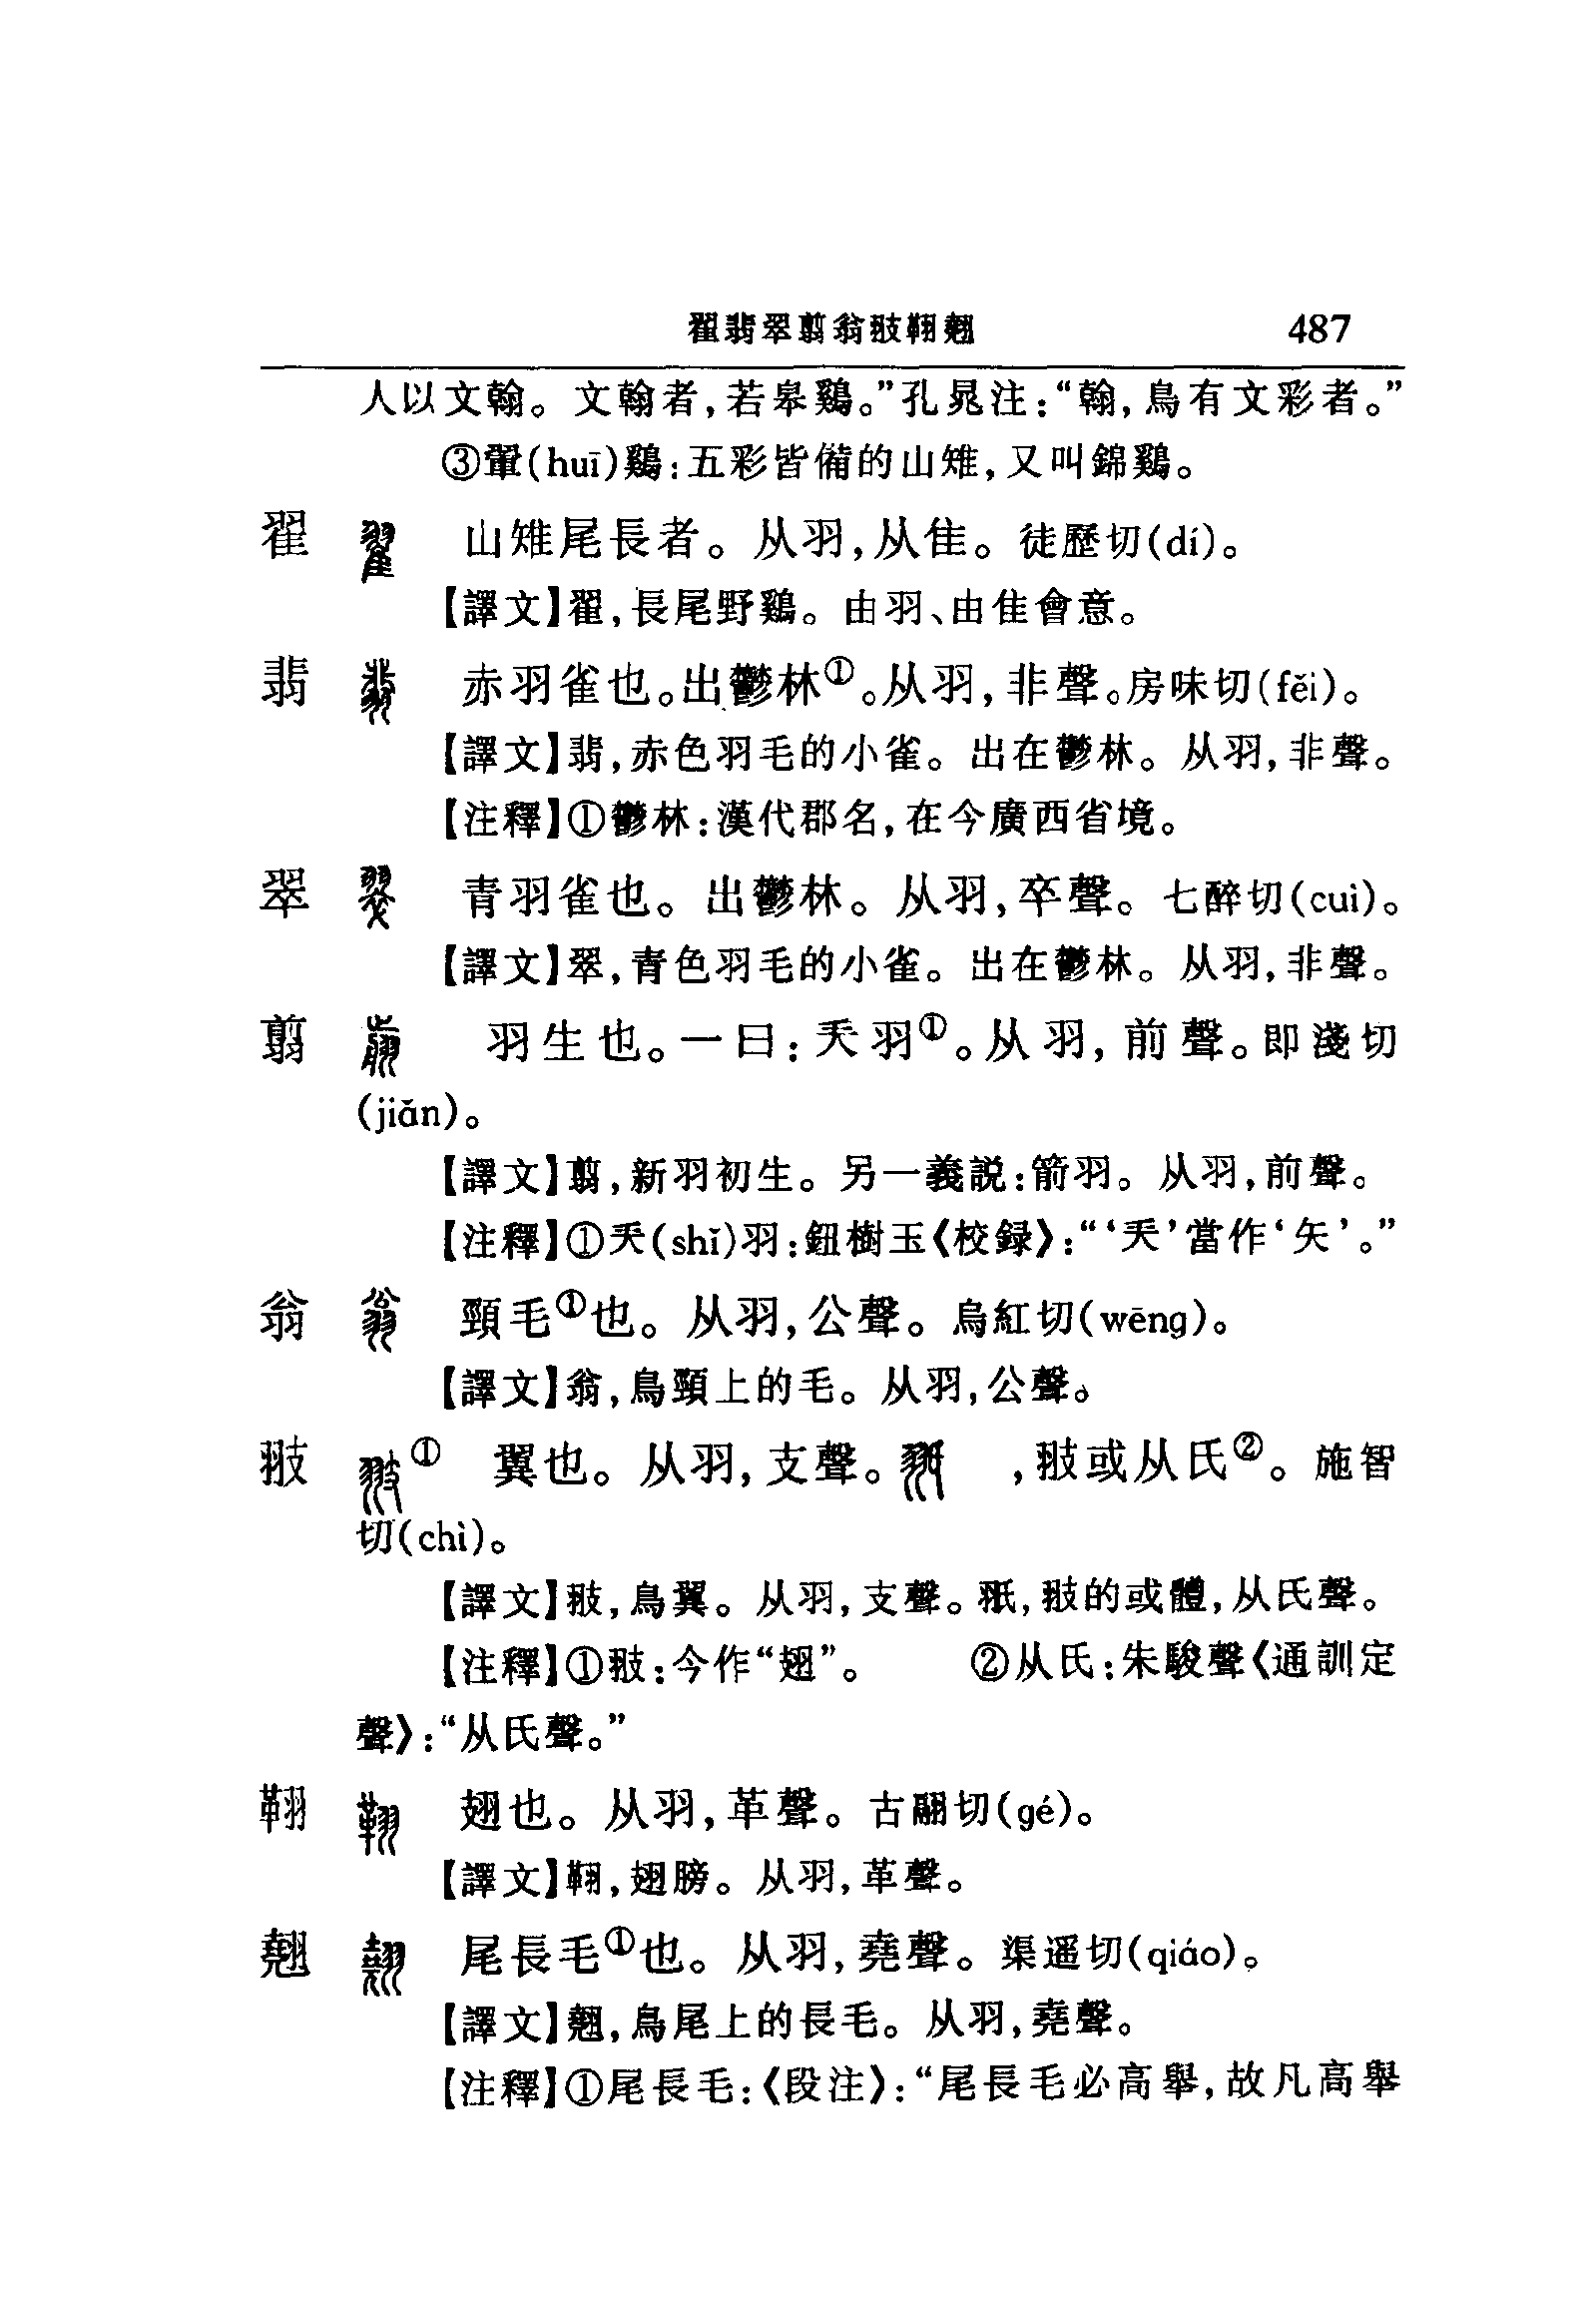 翟翡翠翦翁翄䎒翹 487
人以文翰。文翰者,若皋鷄。”孔晁注:“翰,鳥有文彩者。”
③翬(huī)鷄:五彩皆備的山雉,又叫錦鷄。
翟 山雉尾長者。从羽,从隹。徒歷切(dí)。
【譯文】翟,長尾野鷄。由羽、由隹會意。
翡 赤羽雀也。出鬱林①。从羽,非聲。房味切(fěi)。
【譯文】翡,赤色羽毛的小雀。出在鬱林。从羽,非聲。
【注釋】①鬱林:漢代郡名,在今廣西省境。
翠 青羽雀也。出鬱林。从羽,卒聲。七醉切(cuì)。
【譯文】翠,青色羽毛的小雀。出在鬱林。从羽,非聲。
翦 羽生也。一曰:兲羽①。从羽,前聲。即淺切
(jiǎn)。
【譯文】翦,新羽初生。另一義説:箭羽。从羽,前聲。
【注釋】①兲(shǐ)羽:鈕樹玉《校録》:“‘兲’當作‘矢’。”
翁 頸毛①也。从羽,公聲。烏紅切(wēng)。
【譯文】翁,鳥頸上的毛。从羽,公聲。
翄 ① 翼也。从羽,支聲。 ,翄或从氏②。施智
切(chì)。
【譯文】翄,鳥翼。从羽,支聲。翐,翄的或體,从氏聲。
【注釋】①翄:今作“翅”。 ②从氏:朱駿聲《通訓定
聲》:“从氏聲。”
䎒 翅也。从羽,革聲。古翮切(gé)。
【譯文】䎒,翅膀。从羽,革聲。
翹 尾長毛①也。从羽,堯聲。渠遥切(qiáo)。
【譯文】翹,鳥尾上的長毛。从羽,堯聲。
【注釋】①尾長毛:《段注》:“尾長毛必高舉,故凡高舉